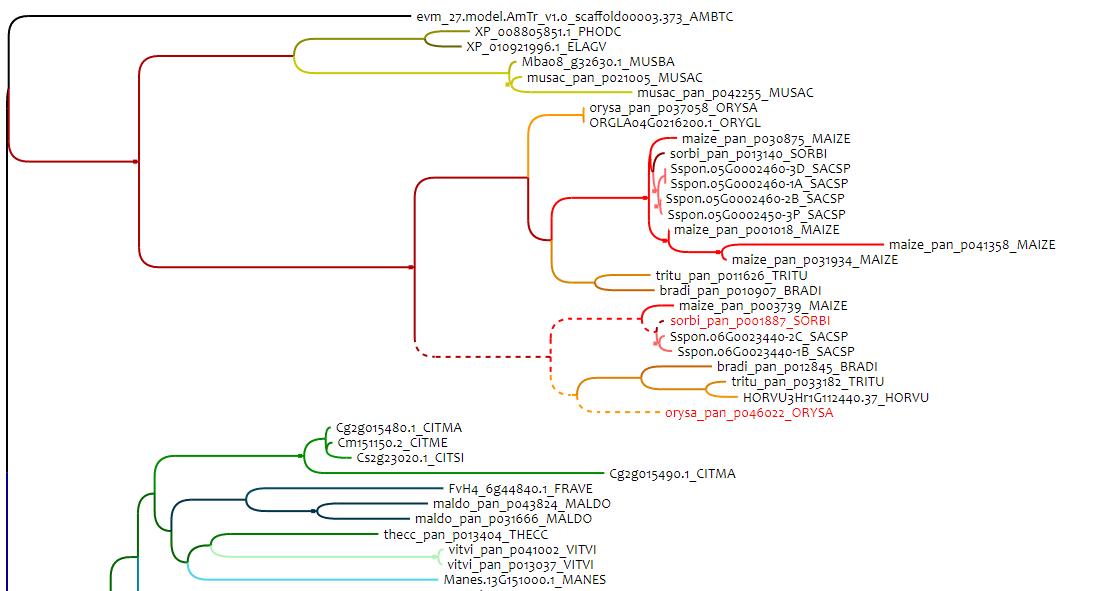 evm_27.model.AmTr_v1.0_scaffold00003.373_AMBTC
XP_008805851.1_PHODC
XP_010921996.1_ELAGV
Mba08_g32630.1_MUSBA
musac_pan_p021005_MUSAC
musac_pan_p042255_MUSAC
orysa_pan_p037058_ORYSA
ORGLA04G0216200.1_ORYGL
maize_pan_p030875_MAIZE
sorbi_pan_p013140_SORBI
Sspon.05G0002460-3D_SACSP
Sspon.05G0002460-1A_SACSP
Sspon.05G0002460-2B_SACSP
Sspon.05G0002450-3P_SACSP
maize_pan_p001018_MAIZE
maize_pan_p041358_MAIZE
maize_pan_p031934_MAIZE
tritu_pan_p011626_TRITU
bradi_pan_p010907_BRADI
maize_pan_p003739_MAIZE
sorbi_pan_p001887_SORBI
Sspon.06G0023440-2C_SACSP
Sspon.06G0023440-1B_SACSP
bradi_pan_p012845_BRADI
tritu_pan_p033182_TRITU
HORVU3Hr1G112440.37_HORVU
orysa_pan_p046022_ORYSA
Cg2g015480.1_CITMA
Cm151150.2_CITME
Cs2g23020.1_CITSI
Cg2g015490.1_CITMA
FvH4_6g44840.1_FRAVE
maldo_pan_p043824_MALDO
maldo_pan_p031666_MALDO
thecc_pan_p013404_THECC
vitvi_pan_p041002_VITVI
vitvi_pan_p013037_VITVI
Manes.13G151000.1_MANES